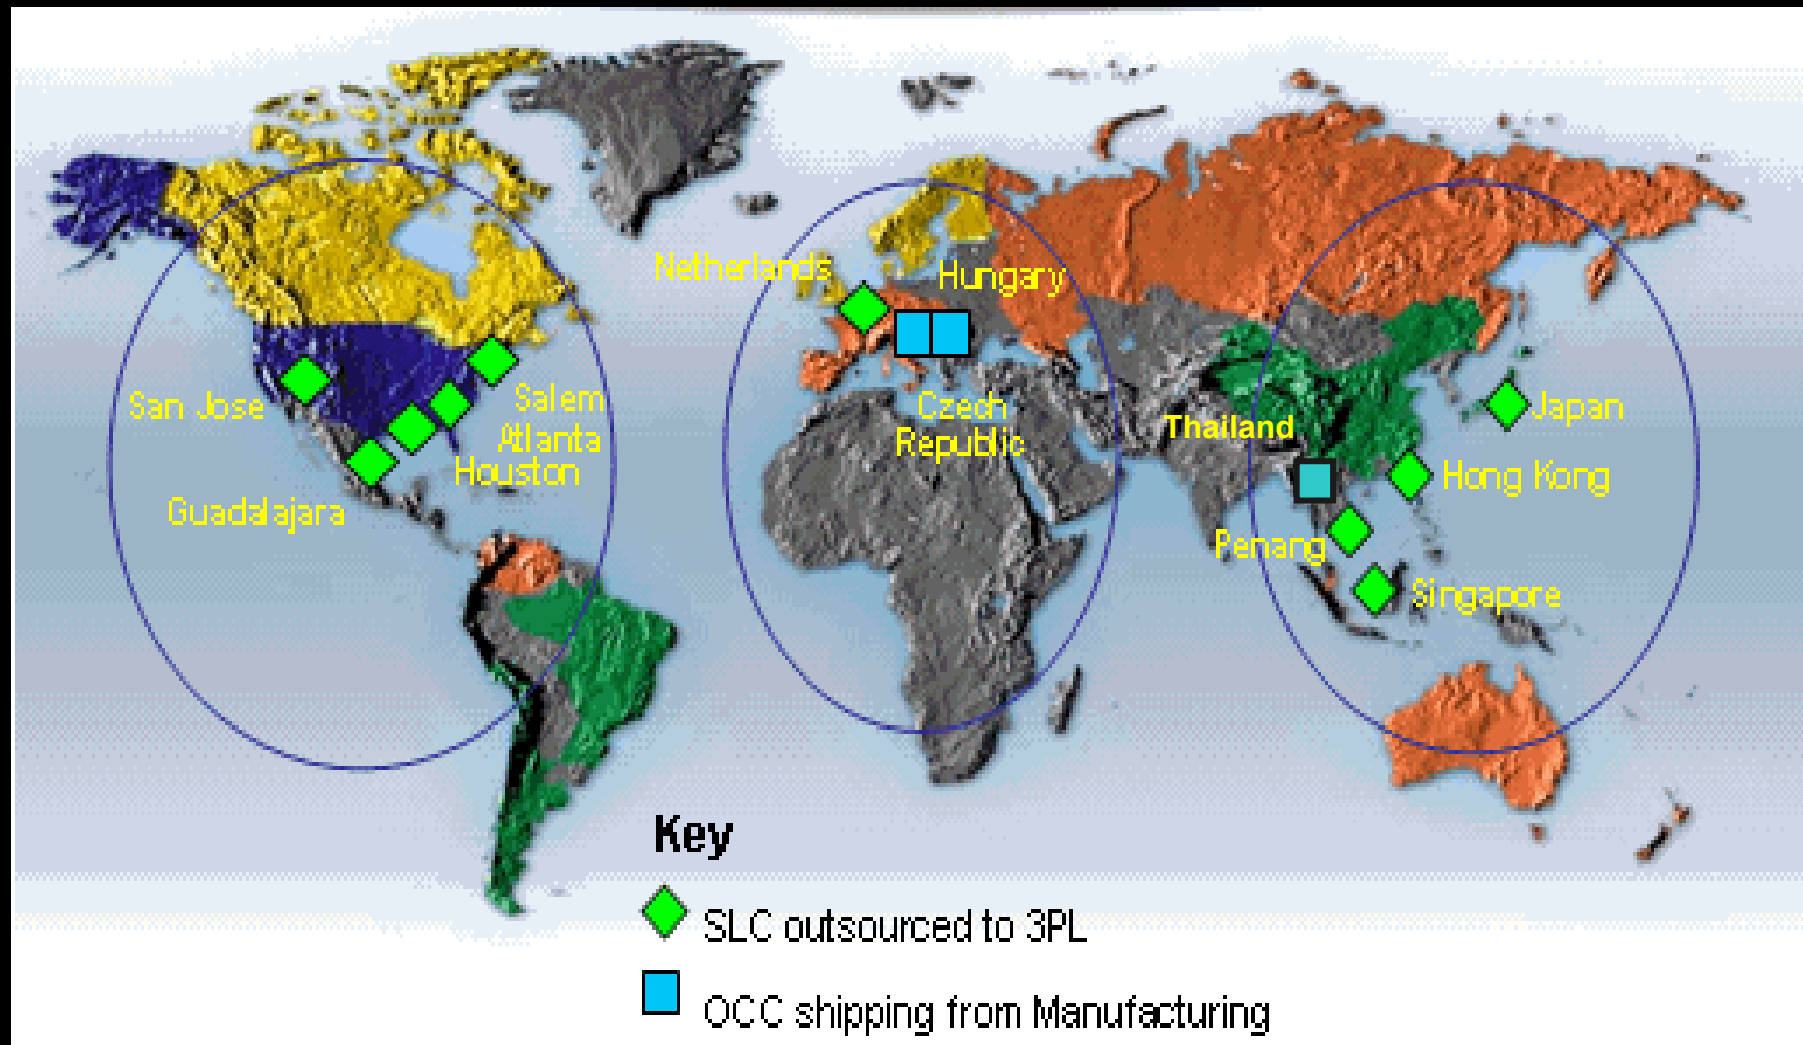 Netherlands
Hungary
San Jose
Salem
Atlanta
Houston
Guadalajara
Czech
Republic
Thailand
Japan
Hong Kong
Penang
Singapore
Key
SLC outsourced to 3PL
OCC shipping from Manufacturing